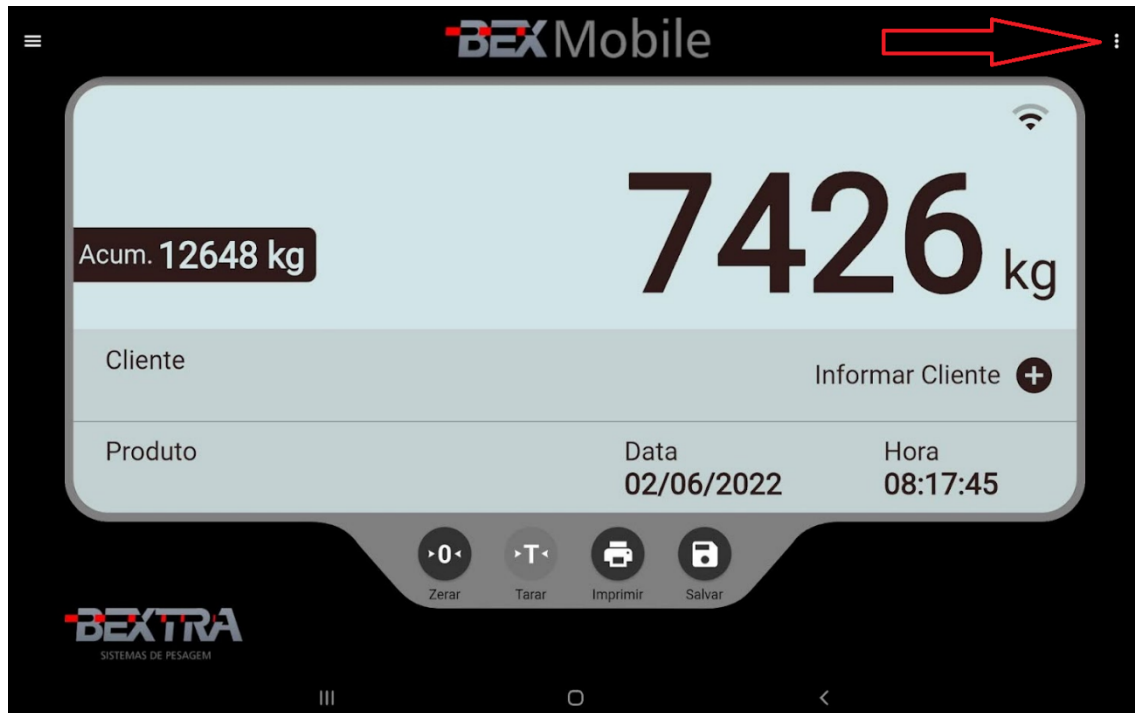 BEX Mobile
7426 kg
Acum. 12648 kg
Cliente
Informar Cliente
Produto
Data
02/06/2022
Hora
08:17:45
0
T
Zerar
Tarar
Imprimir
Salvar
BEXTRA
SISTEMAS DE PESAGEM